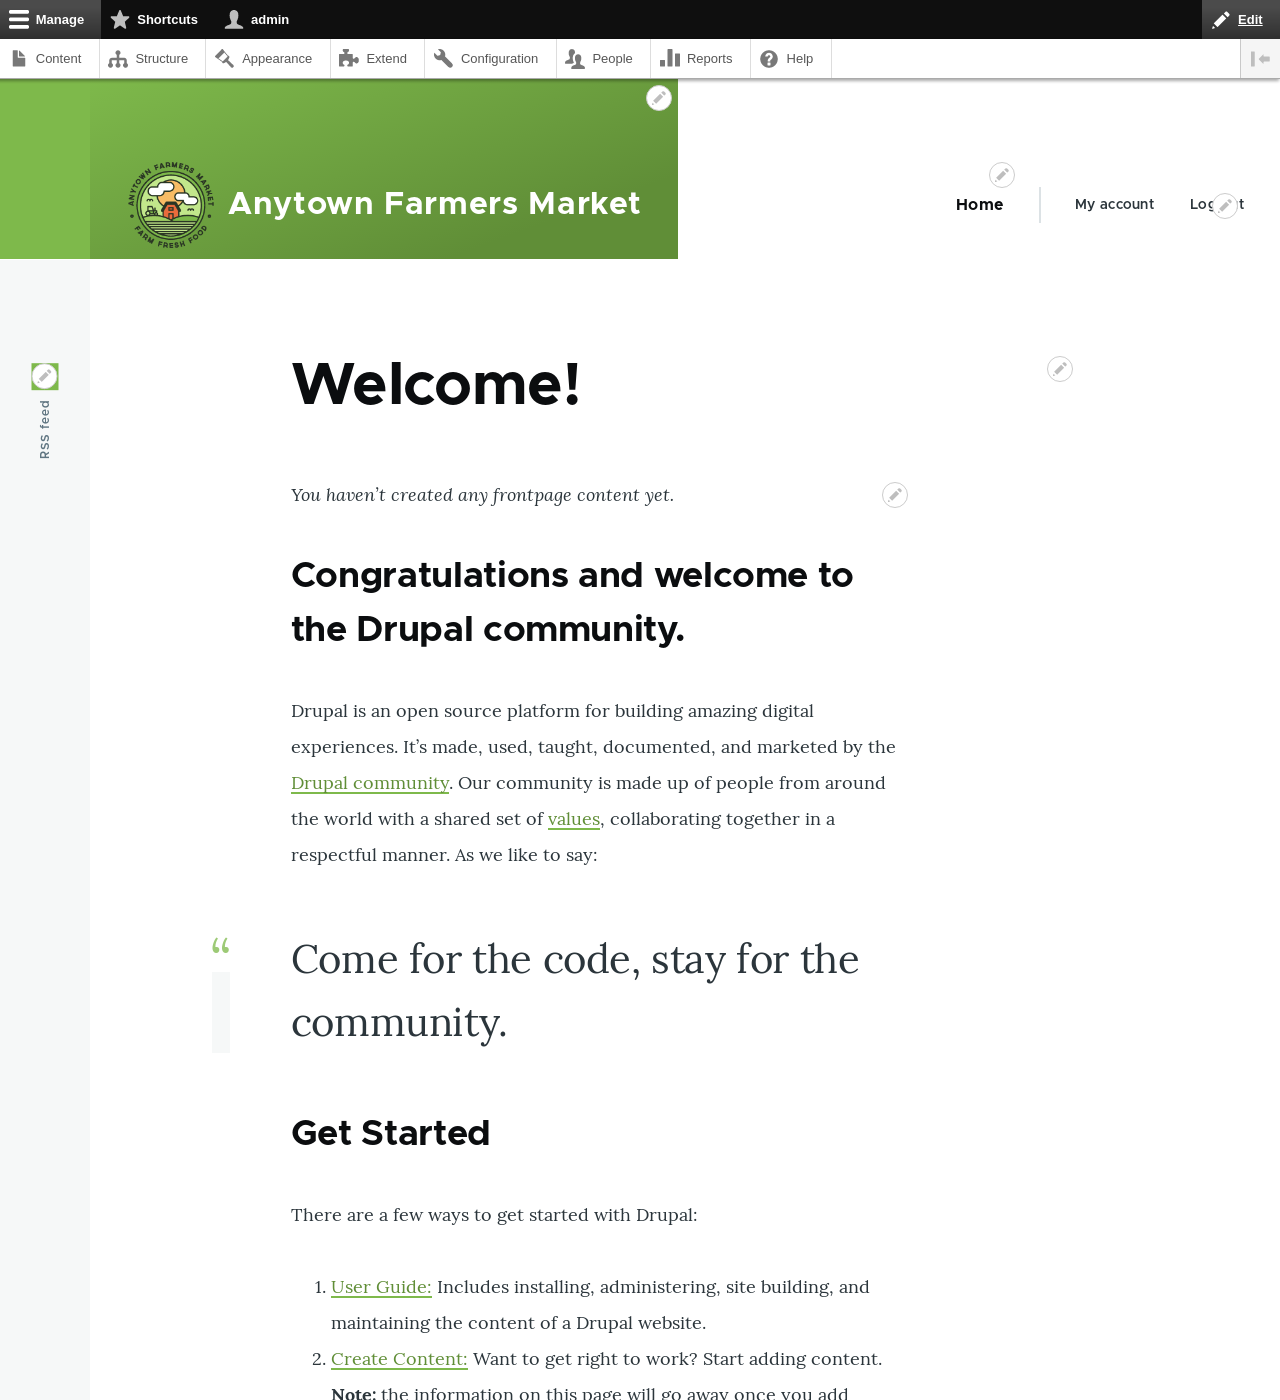 Manage Shortcuts admin Edit
Content Structure Appearance Extend Configuration People Reports Help
ANYTOWN FARMERS MARKET
FARM FRESH FOOD
Anytown Farmers Market
Home My account
RSS feed
Welcome!
You haven’t created any frontpage content yet.
Congratulations and welcome to
the Drupal community.
Drupal is an open source platform for building amazing digital
experiences. It’s made, used, taught, documented, and marketed by the
Drupal community. Our community is made up of people from around
the world with a shared set of values, collaborating together in a
respectful manner. As we like to say:
“
Come for the code, stay for the
community.
Get Started
There are a few ways to get started with Drupal:
1. User Guide: Includes installing, administering, site building, and
maintaining the content of a Drupal website.
2. Create Content: Want to get right to work? Start adding content.
Note: the information on this page will go away once you add